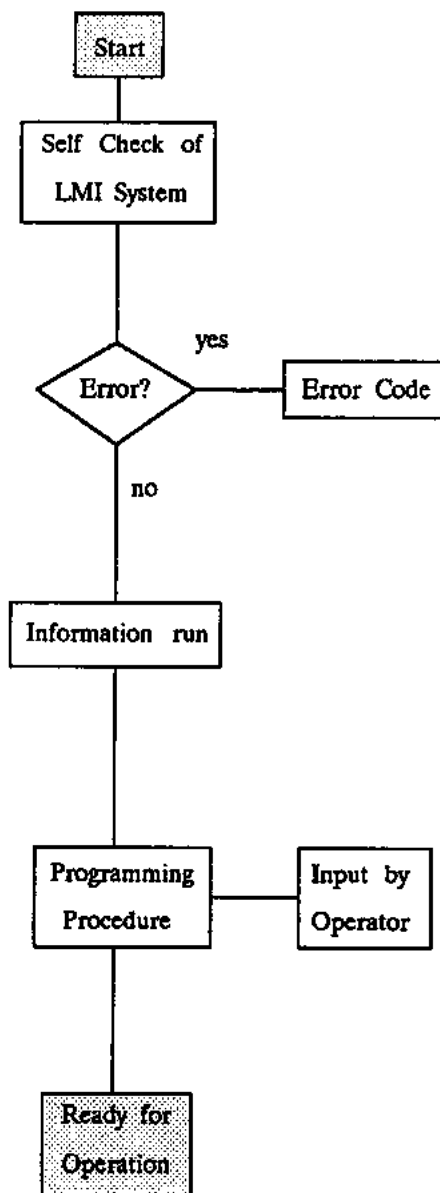 Start
Self Check of
LMI System
yes
Error?
Error Code
no
Information run
Programming
Procedure
Input by
Operator
Ready for
Operation